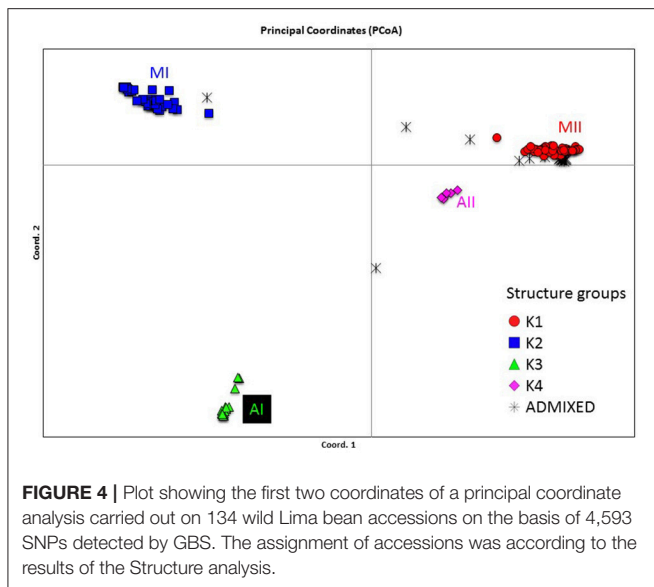 Principal Coordinates (PCoA)
MI
MII
AII
AI
Coord. 2
Structure groups
K1
K2
K3
K4
ADMIXED
Coord. 1
FIGURE 4 | Plot showing the first two coordinates of a principal coordinate
analysis carried out on 134 wild Lima bean accessions on the basis of 4,593
SNPs detected by GBS. The assignment of accessions was according to the
results of the Structure analysis.